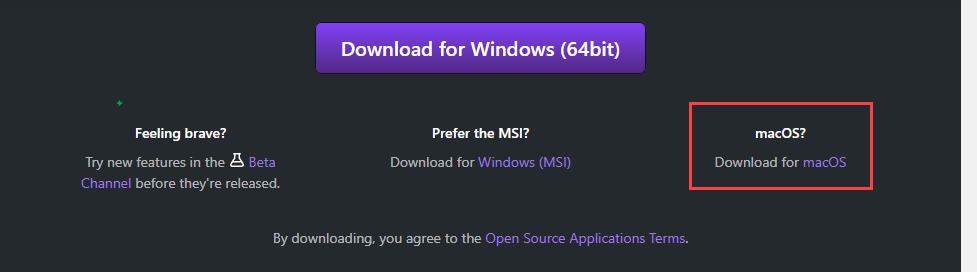 Download for Windows (64bit)
Feeling brave?
Try new features in the Beta
Channel before they're released.
Prefer the MSI?
Download for Windows (MSI)
macOS?
Download for macOS
By downloading, you agree to the Open Source Applications Terms.